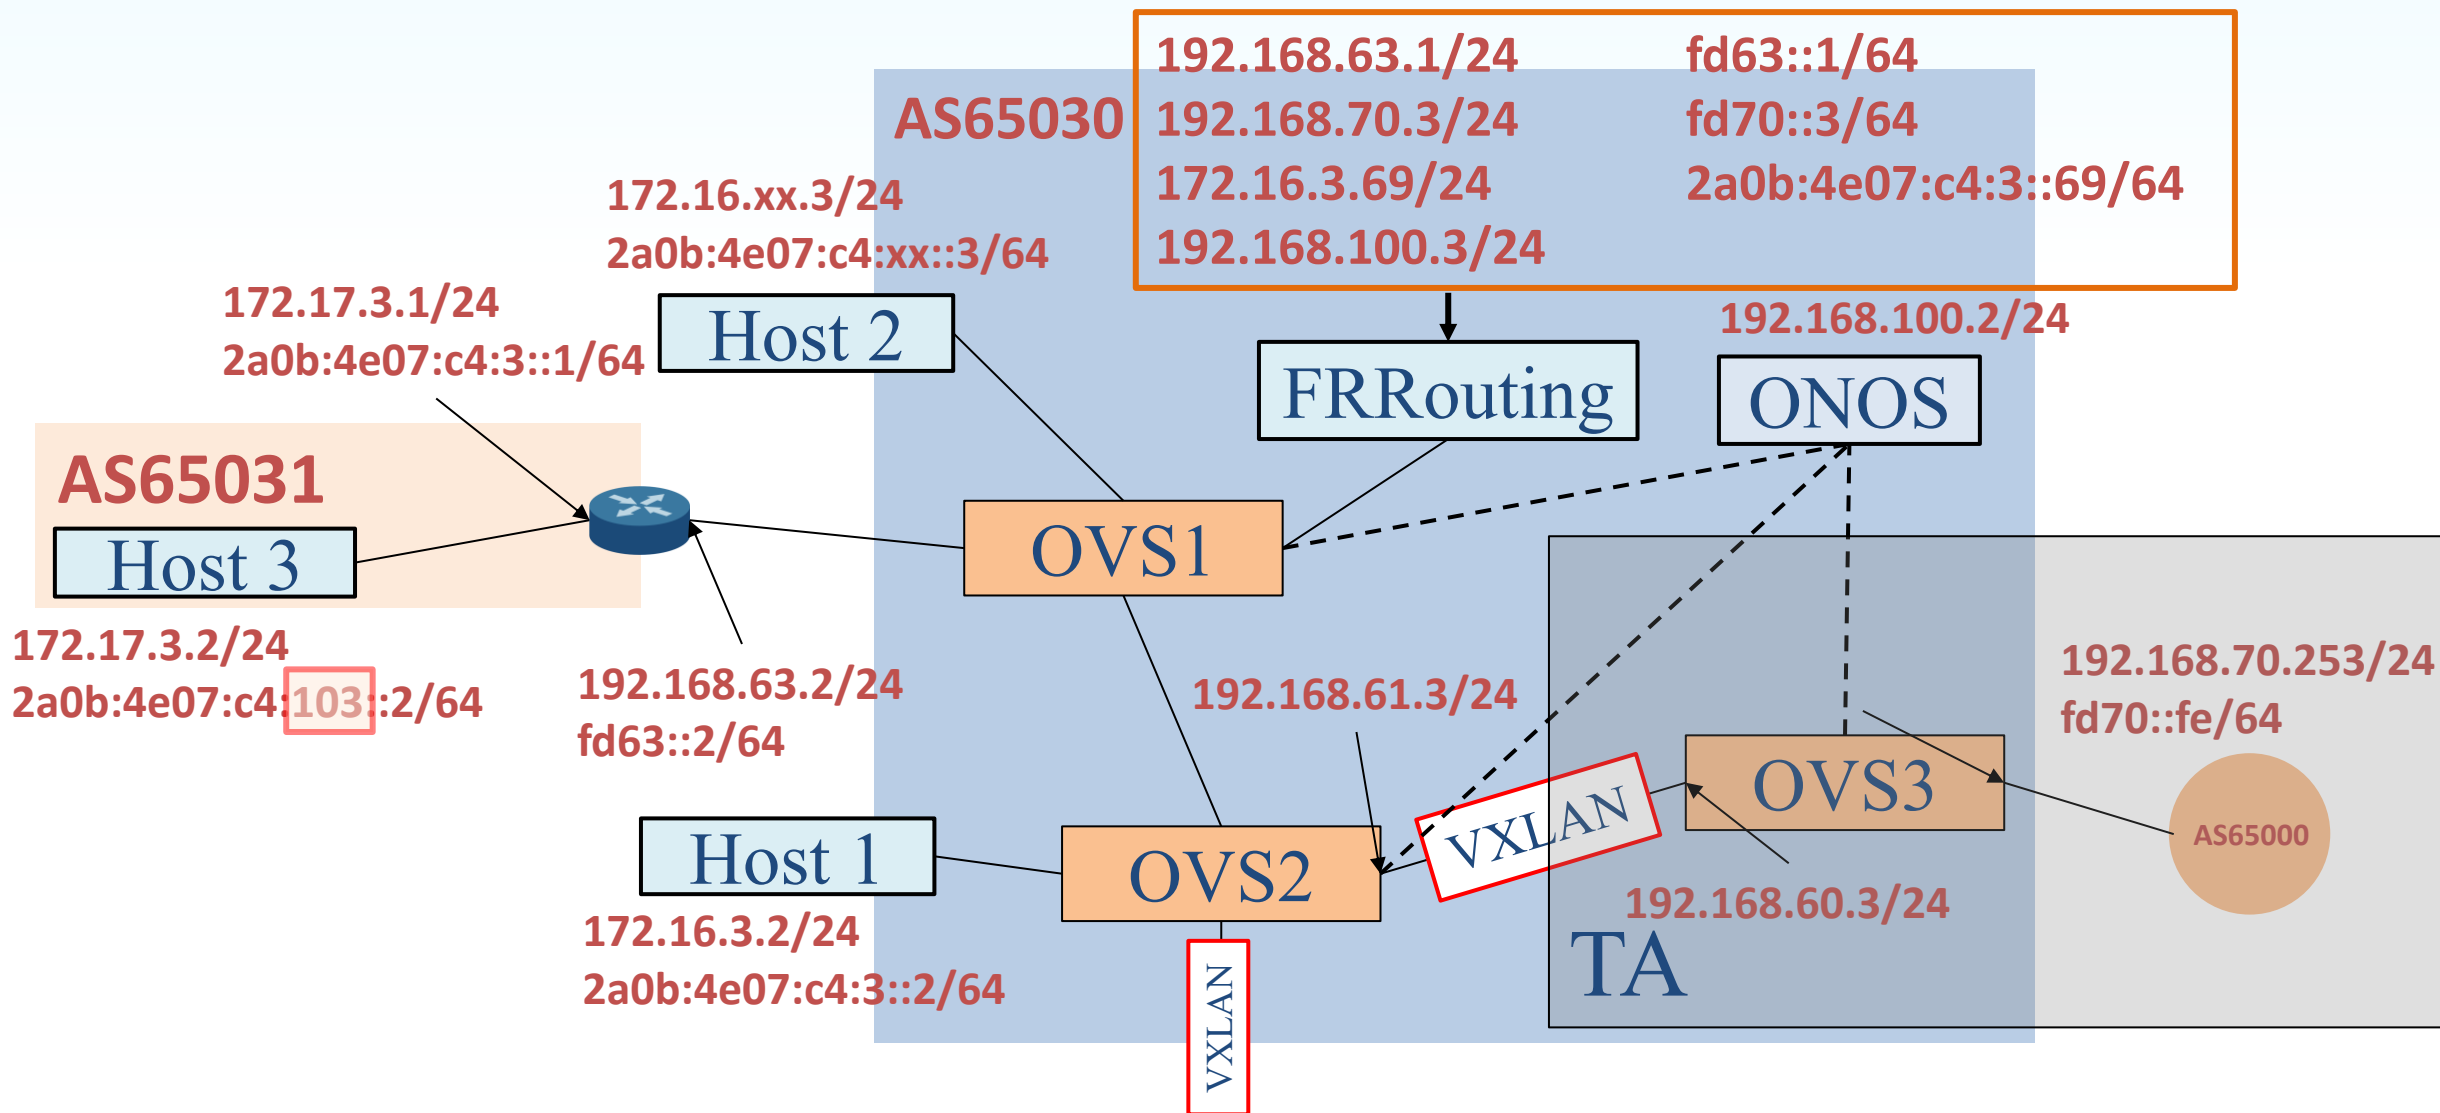 192.168.63.1/24 fd63::1/64
AS65030
192.168.70.3/24 fd70::3/64
172.16.3.69/24 2a0b:4e07:c4:3::69/64
192.168.100.3/24
172.16.xx.3/24
2a0b:4e07:c4:xx::3/64
172.17.3.1/24
2a0b:4e07:c4:3::1/64
Host 2
192.168.100.2/24
FRRouting
ONOS
AS65031
Host 3
OVS1
172.17.3.2/24
2a0b:4e07:c4:103::2/64
192.168.63.2/24
fd63::2/64
192.168.61.3/24
192.168.70.253/24
fd70::fe/64
OVS3
VXLAN
AS65000
Host 1
OVS2
192.168.60.3/24
172.16.3.2/24
2a0b:4e07:c4:3::2/64
TA
VXLAN